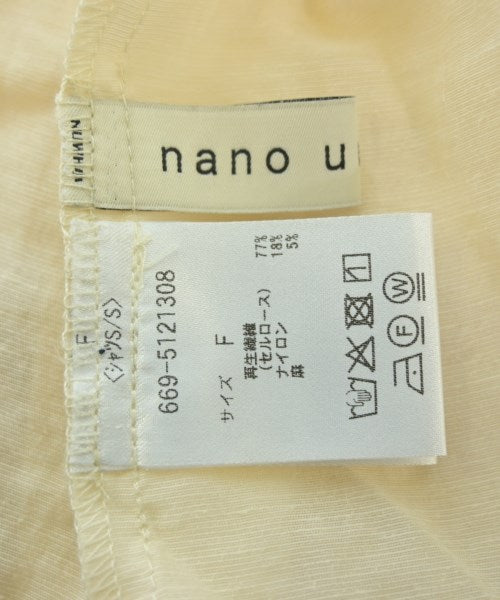 nano u
F
〈シャツS/S〉
669-5121308
サイズ F
再生繊維 77%
(セルロース)
ナイロン 18%
麻 5%
F
W